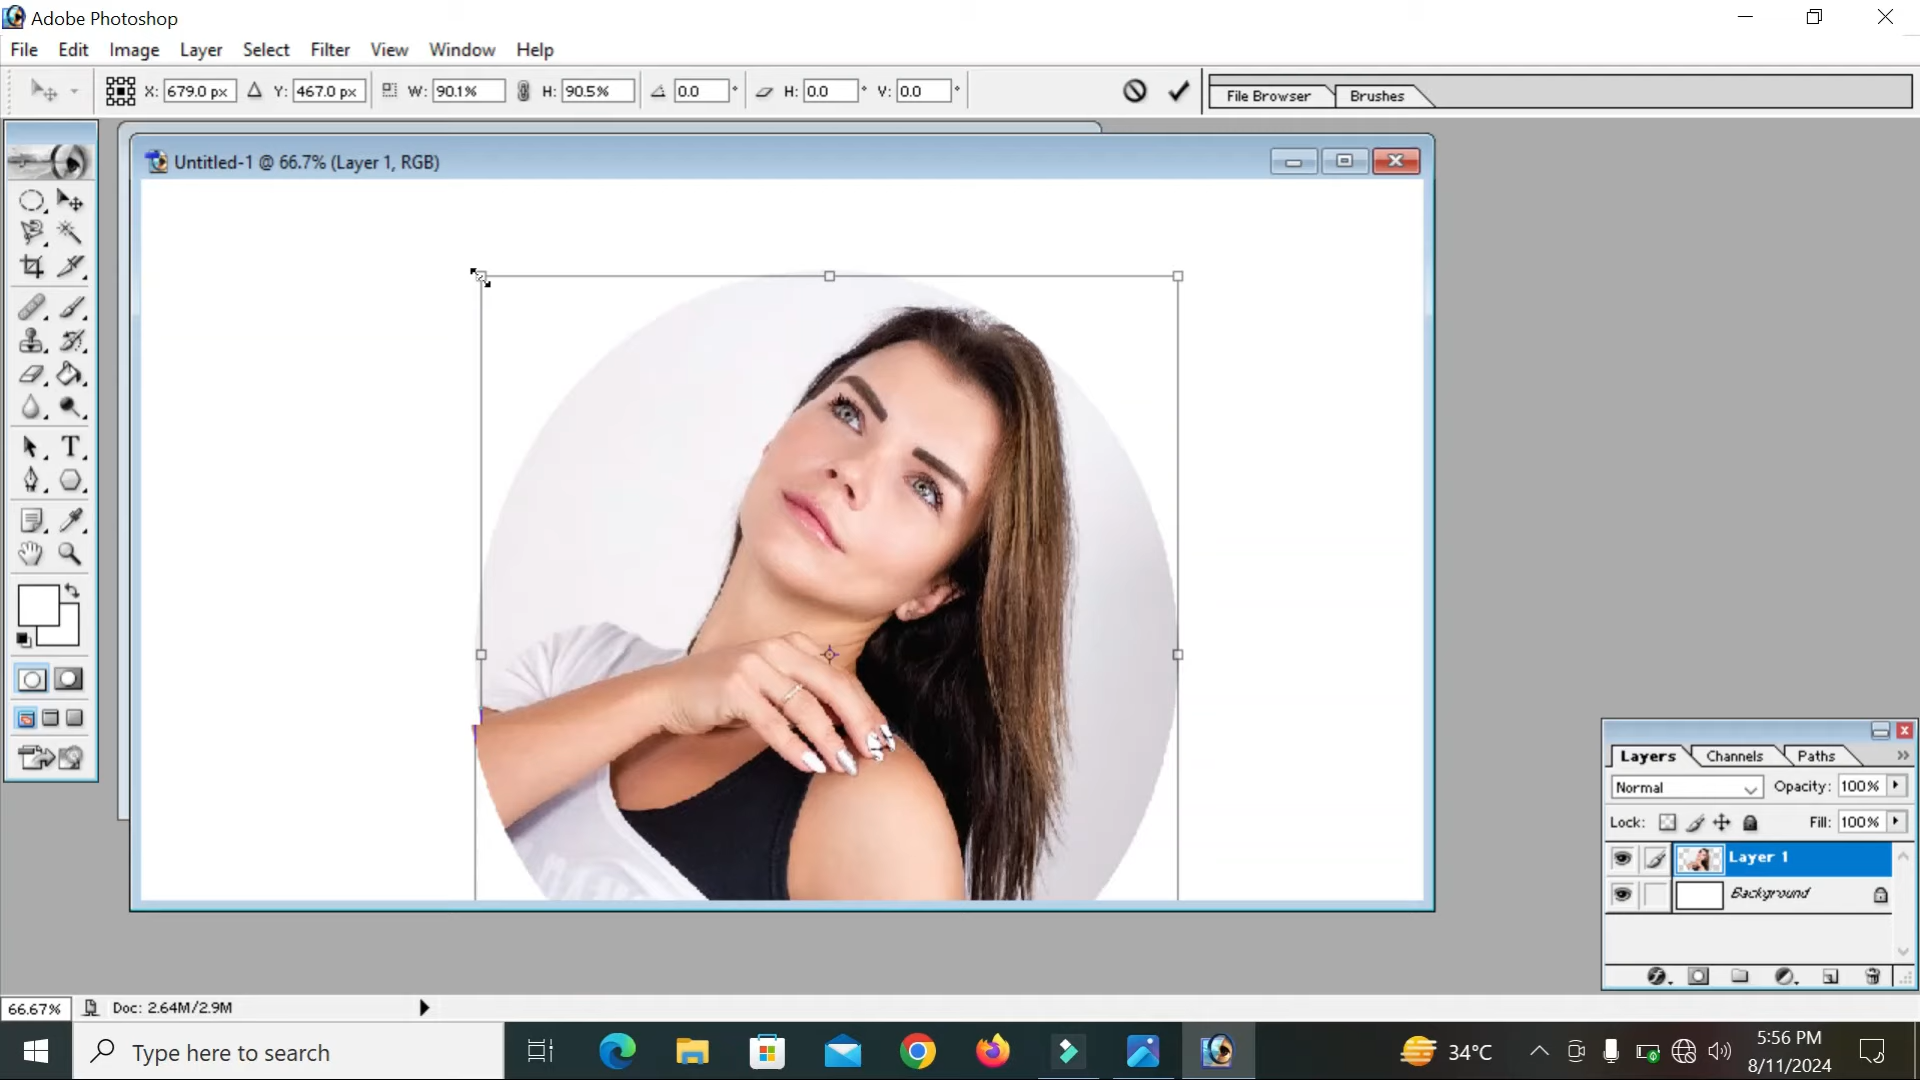 Adobe Photoshop
File Edit Image Layer Select Filter View Window Help
X: 679.0 px Y: 467.0 px W: 90.1% H: 90.5% 0.0 ° H: 0.0 ° V: 0.0 ° File Browser Brushes
Untitled-1 @ 66.7% (Layer 1, RGB)
T
Layers Channels Paths
Normal Opacity: 100%
Lock: Fill: 100%
Layer 1
Background
66.67% Doc: 2.64M/2.9M
Type here to search
34°C
5:56 PM
8/11/2024